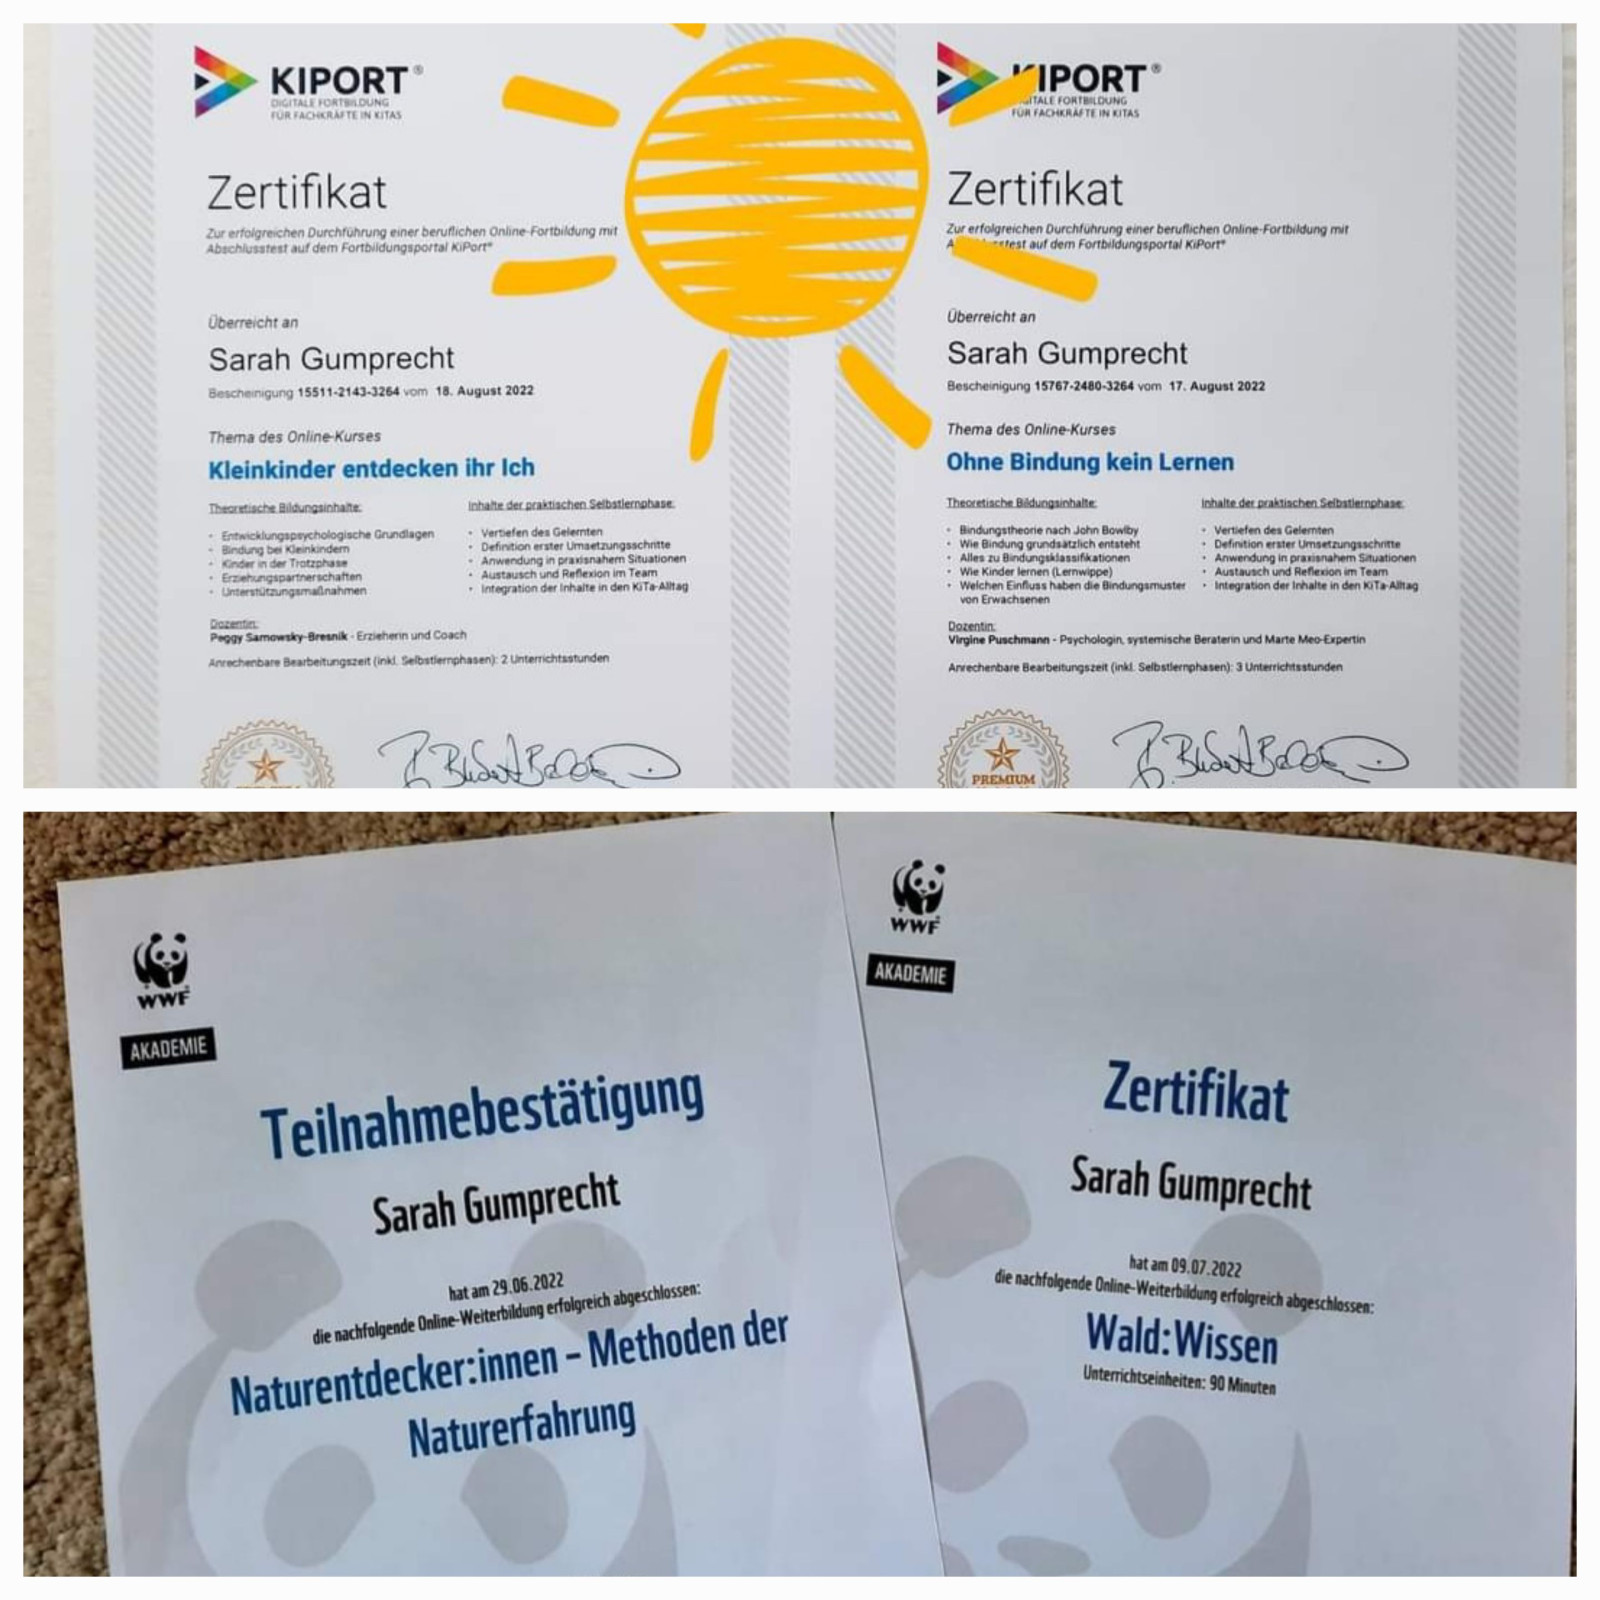 KIPORT®
DIGITALE FORTBILDUNG
FÜR FACHKRÄFTE IN KITAS
Zertifikat
Zur erfolgreichen Durchführung einer beruflichen Online-Fortbildung mit
Abschlusstest auf dem Fortbildungsportal KiPort®
Überreicht an
Sarah Gumprecht
Bescheinigung 15511-2143-3264 vom 18. August 2022
Thema des Online-Kurses
Kleinkinder entdecken ihr Ich
Theoretische Bildungsinhalte:
• Entwicklungspsychologische Grundlagen
• Bindung bei Kleinkindern
• Kinder in der Trotzphase
• Erziehungspartnerschaften
• Unterstützungsmaßnahmen
Inhalte der praktischen Selbstlernphase:
• Vertiefen des Gelernten
• Definition erster Umsetzungsschritte
• Anwendung in praxisnahem Situationen
• Austausch und Reflexion im Team
• Integration der Inhalte in den KiTa-Alltag
Dozentin:
Peggy Samowsky-Bresnik - Erzieherin und Coach
Anrechenbare Bearbeitungszeit (inkl. Selbstlernphasen): 2 Unterrichtsstunden
KIPORT®
DIGITALE FORTBILDUNG
FÜR FACHKRÄFTE IN KITAS
Zertifikat
Zur erfolgreichen Durchführung einer beruflichen Online-Fortbildung mit
Abschlusstest auf dem Fortbildungsportal KiPort®
Überreicht an
Sarah Gumprecht
Bescheinigung 15767-2480-3264 vom 17. August 2022
Thema des Online-Kurses
Ohne Bindung kein Lernen
Theoretische Bildungsinhalte:
• Bindungstheorie nach John Bowlby
• Wie Bindung grundsätzlich entsteht
• Alles zu Bindungsklassifikationen
• Wie Kinder lernen (Lernwippe)
• Welchen Einfluss haben die Bindungsmuster
von Erwachsenen
Inhalte der praktischen Selbstlernphase:
• Vertiefen des Gelernten
• Definition erster Umsetzungsschritte
• Anwendung in praxisnahem Situationen
• Austausch und Reflexion im Team
• Integration der Inhalte in den KiTa-Alltag
Dozentin:
Virgine Puschmann - Psychologin, systemische Beraterin und Marte Meo-Expertin
Anrechenbare Bearbeitungszeit (inkl. Selbstlernphasen): 3 Unterrichtsstunden
PREMIUM
WWF
AKADEMIE
Teilnahmebestätigung
Sarah Gumprecht
hat am 29.06.2022
die nachfolgende Online-Weiterbildung erfolgreich abgeschlossen:
Naturentdecker:innen – Methoden der
Naturerfahrung
WWF
AKADEMIE
Zertifikat
Sarah Gumprecht
hat am 09.07.2022
die nachfolgende Online-Weiterbildung erfolgreich abgeschlossen:
Wald:Wissen
Unterrichtseinheiten: 90 Minuten